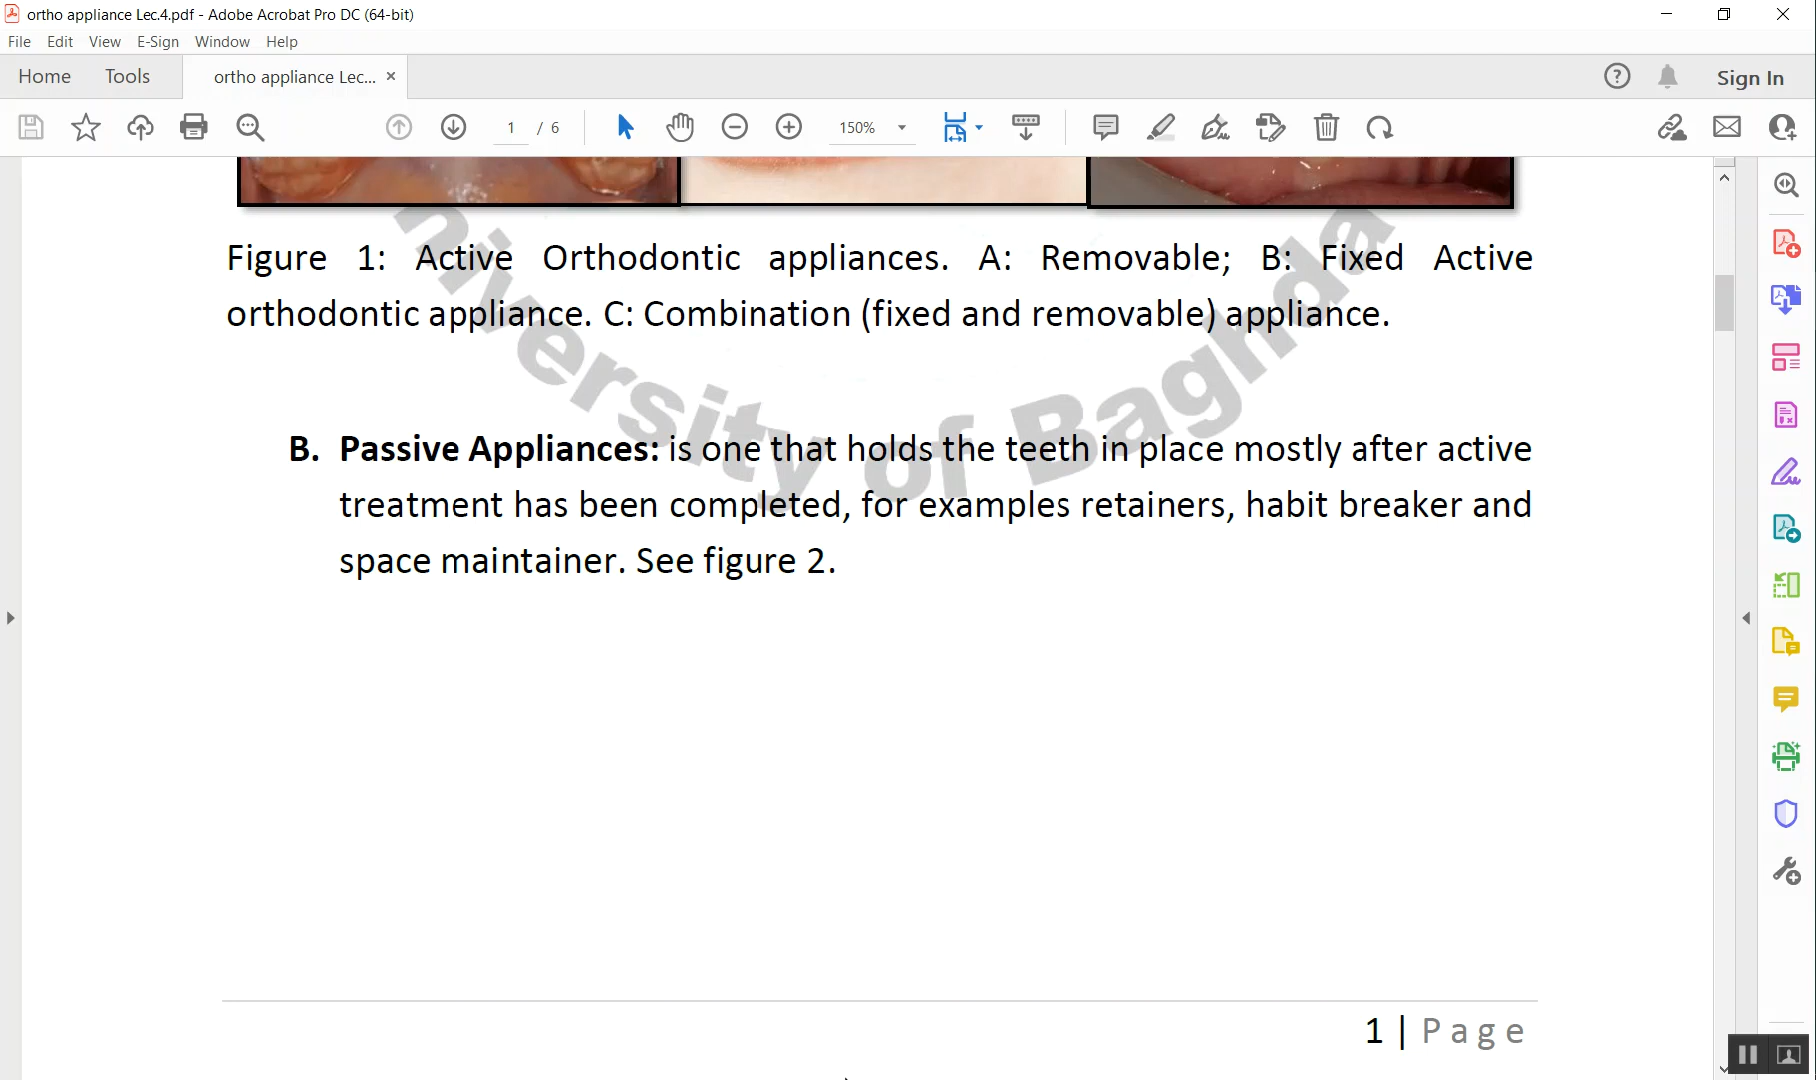 ortho appliance Lec.4.pdf - Adobe Acrobat Pro DC (64-bit)
File Edit View E-Sign Window Help
Home Tools ortho appliance Lec... × Sign In
1 / 6 150%
Figure 1: Active Orthodontic appliances. A: Removable; B: Fixed Active
orthodontic appliance. C: Combination (fixed and removable) appliance.
niversity of Baghda
B. Passive Appliances: is one that holds the teeth in place mostly after active
treatment has been completed, for examples retainers, habit breaker and
space maintainer. See figure 2.
1 | Page